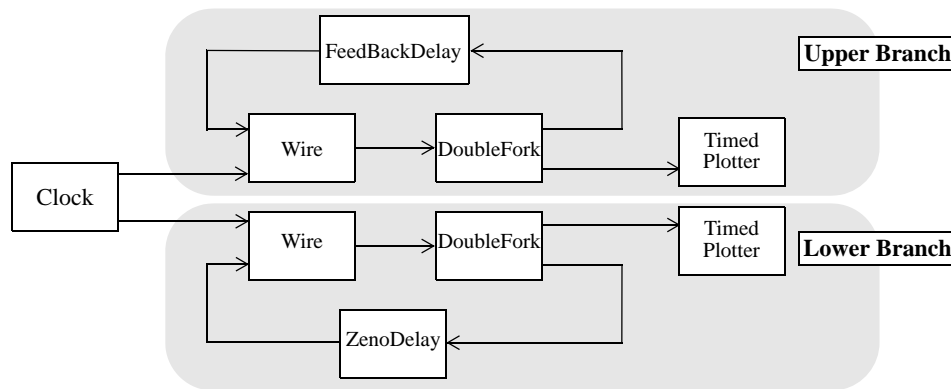 FeedBackDelay
Upper Branch
Wire
DoubleFork
Timed
Plotter
Clock
Wire
DoubleFork
Timed
Plotter
Lower Branch
ZenoDelay